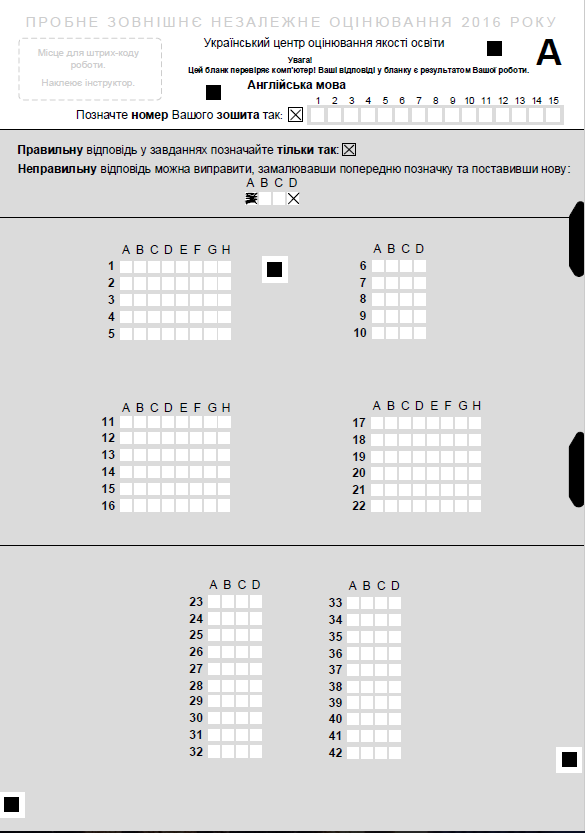 ПРОБНЕ ЗОВНІШНЄ НЕЗАЛЕЖНЕ ОЦІНЮВАННЯ 2016 РОКУ
Місце для штрих-коду
роботи.
Наклеює інструктор.
Український центр оцінювання якості освіти
А
Увага!
Цей бланк перевіряє комп'ютер! Ваші відповіді у бланку є результатом Вашої роботи.
Англійська мова
1 2 3 4 5 6 7 8 9 10 11 12 13 14 15
Позначте номер Вашого зошита так:
Правильну відповідь у завданнях позначайте тільки так:
Неправильну відповідь можна виправити, замалювавши попередню позначку та поставивши нову:
A B C D
A B C D E F G H
1
2
3
4
5
A B C D
6
7
8
9
10
A B C D E F G H
11
12
13
14
15
16
A B C D E F G H
17
18
19
20
21
22
A B C D
23
24
25
26
27
28
29
30
31
32
A B C D
33
34
35
36
37
38
39
40
41
42